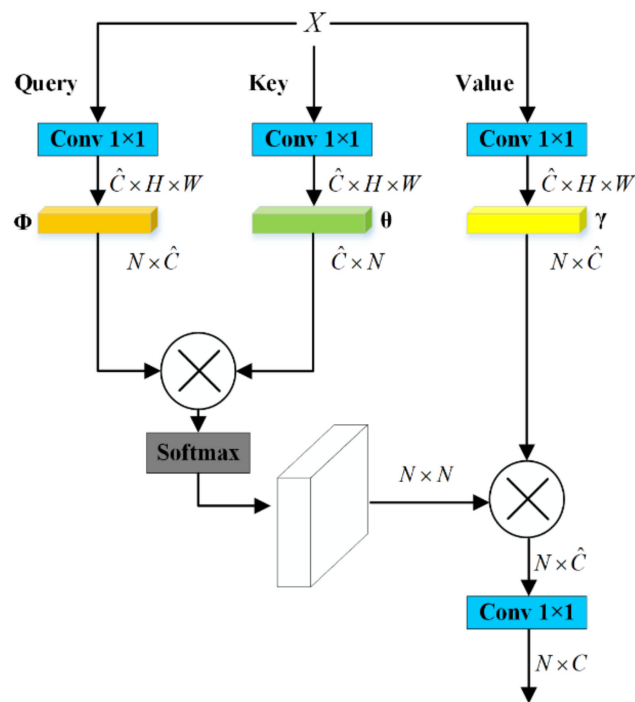 X
Query Key Value
Conv 1×1 Conv 1×1 Conv 1×1
Ĉ×H×W Ĉ×H×W Ĉ×H×W
Φ θ γ
N×Ĉ Ĉ×N N×Ĉ
Softmax
N×N
N×Ĉ
Conv 1×1
N×C